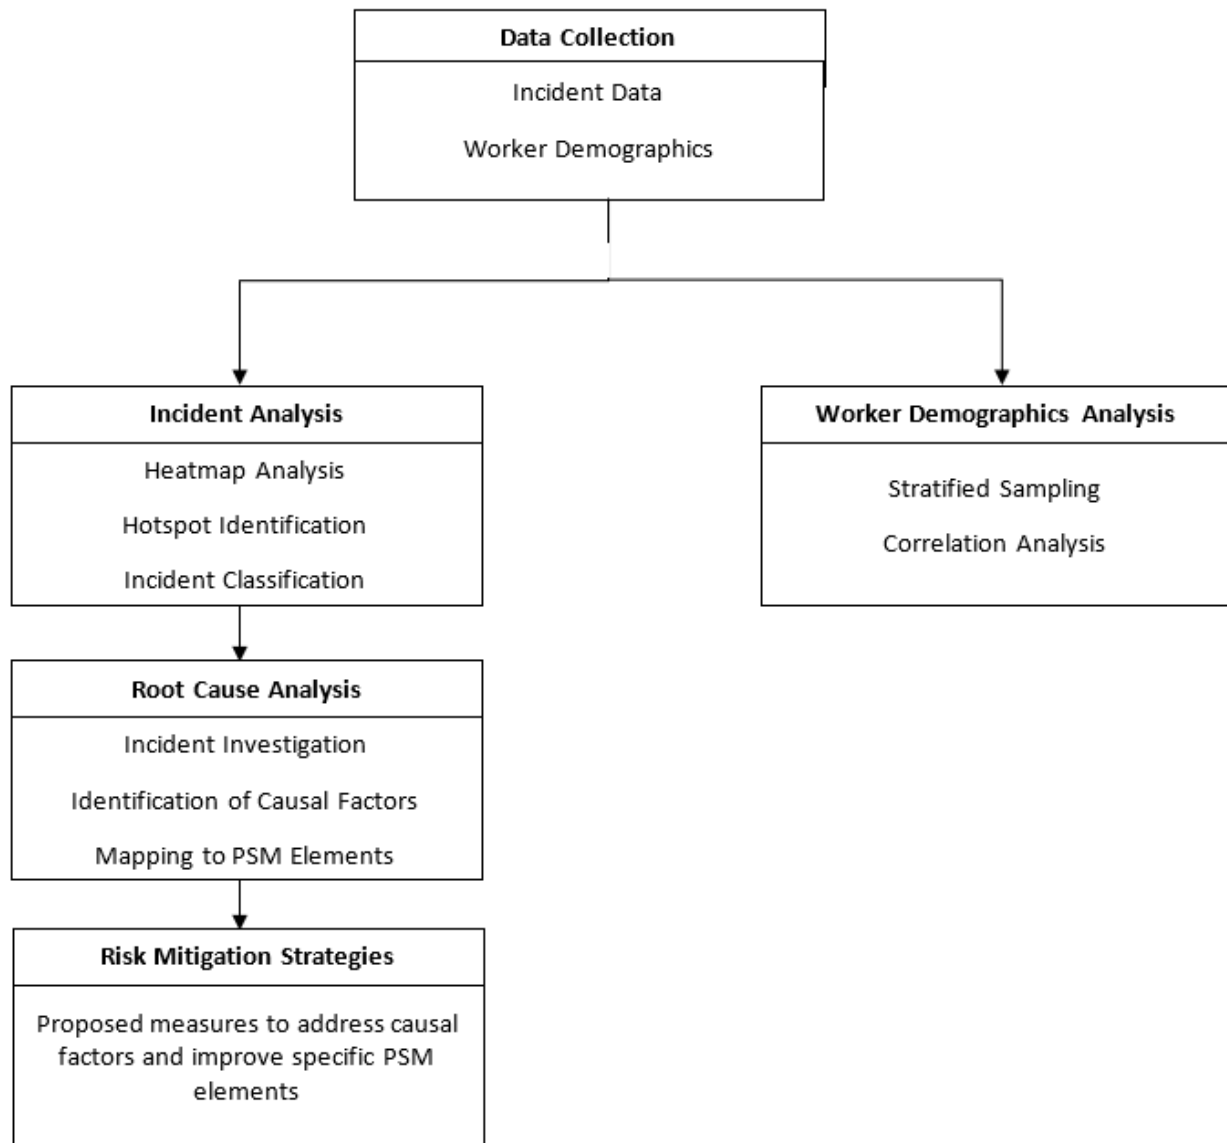 Data Collection
Incident Data
Worker Demographics
Incident Analysis
Heatmap Analysis
Hotspot Identification
Incident Classification
Worker Demographics Analysis
Stratified Sampling
Correlation Analysis
Root Cause Analysis
Incident Investigation
Identification of Causal Factors
Mapping to PSM Elements
Risk Mitigation Strategies
Proposed measures to address causal
factors and improve specific PSM
elements